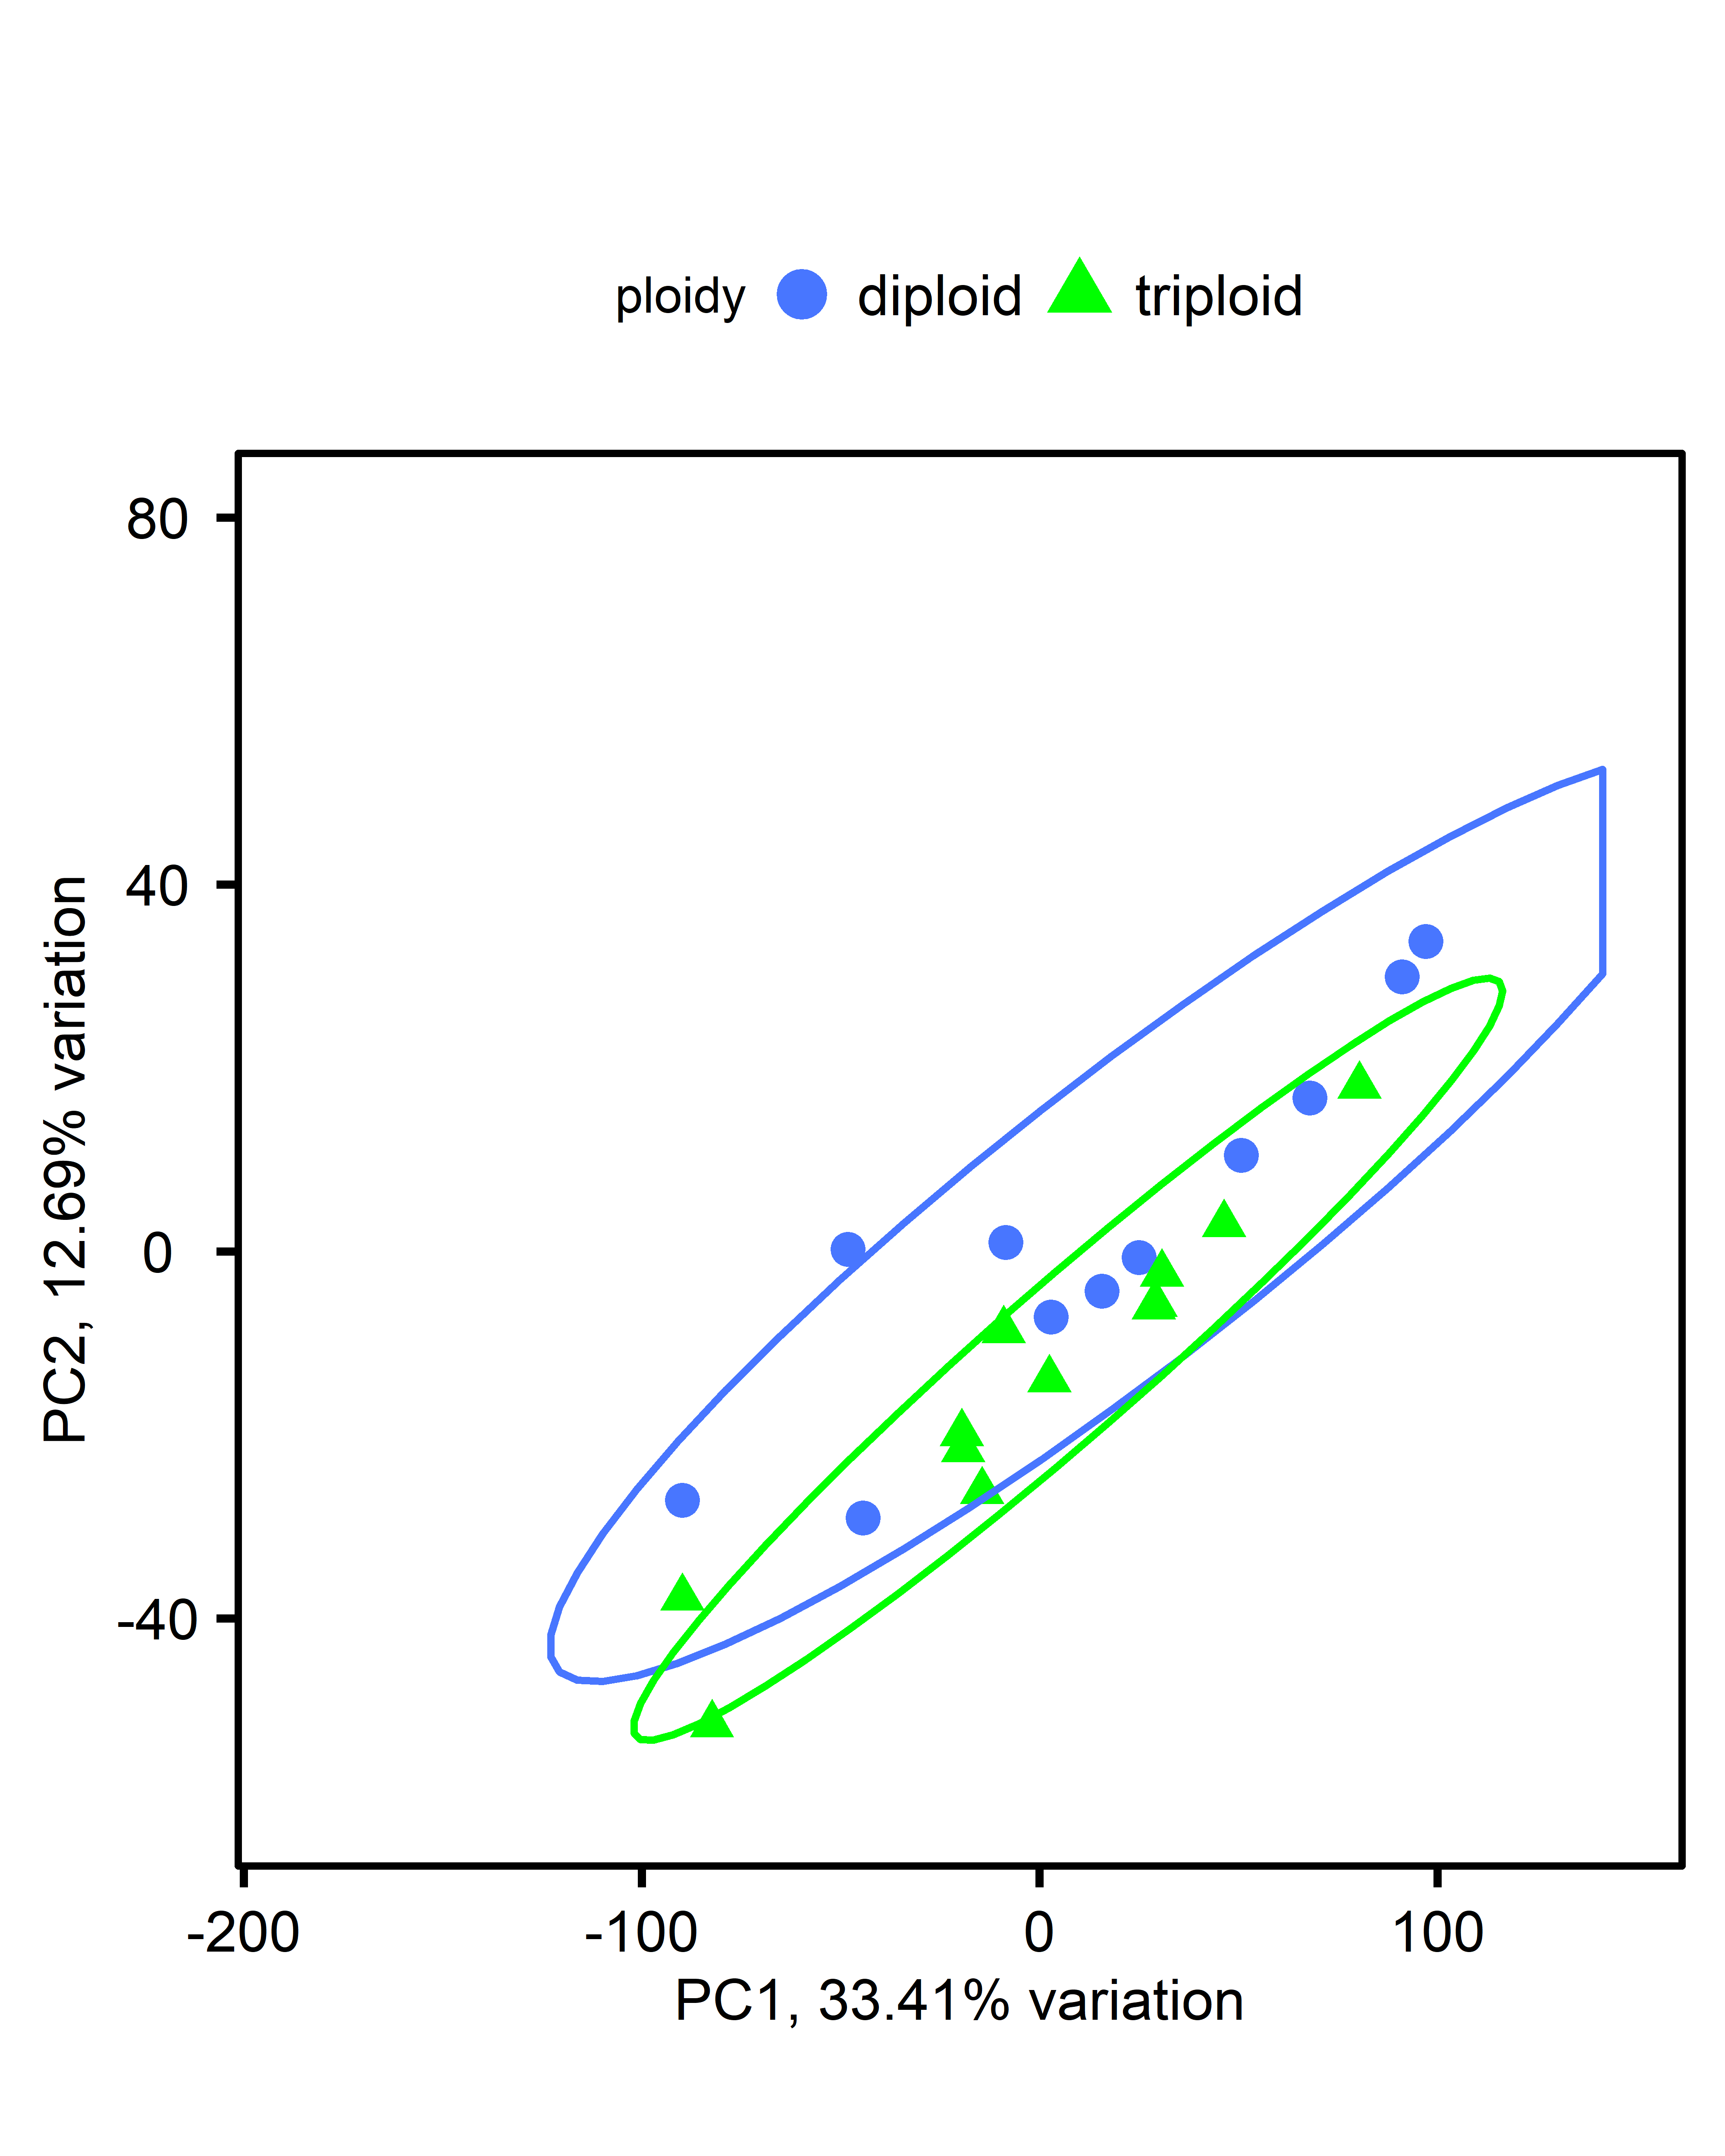 ploidy diploid triploid
80
40
0
-40
PC2, 12.69% variation
-200 -100 0 100
PC1, 33.41% variation